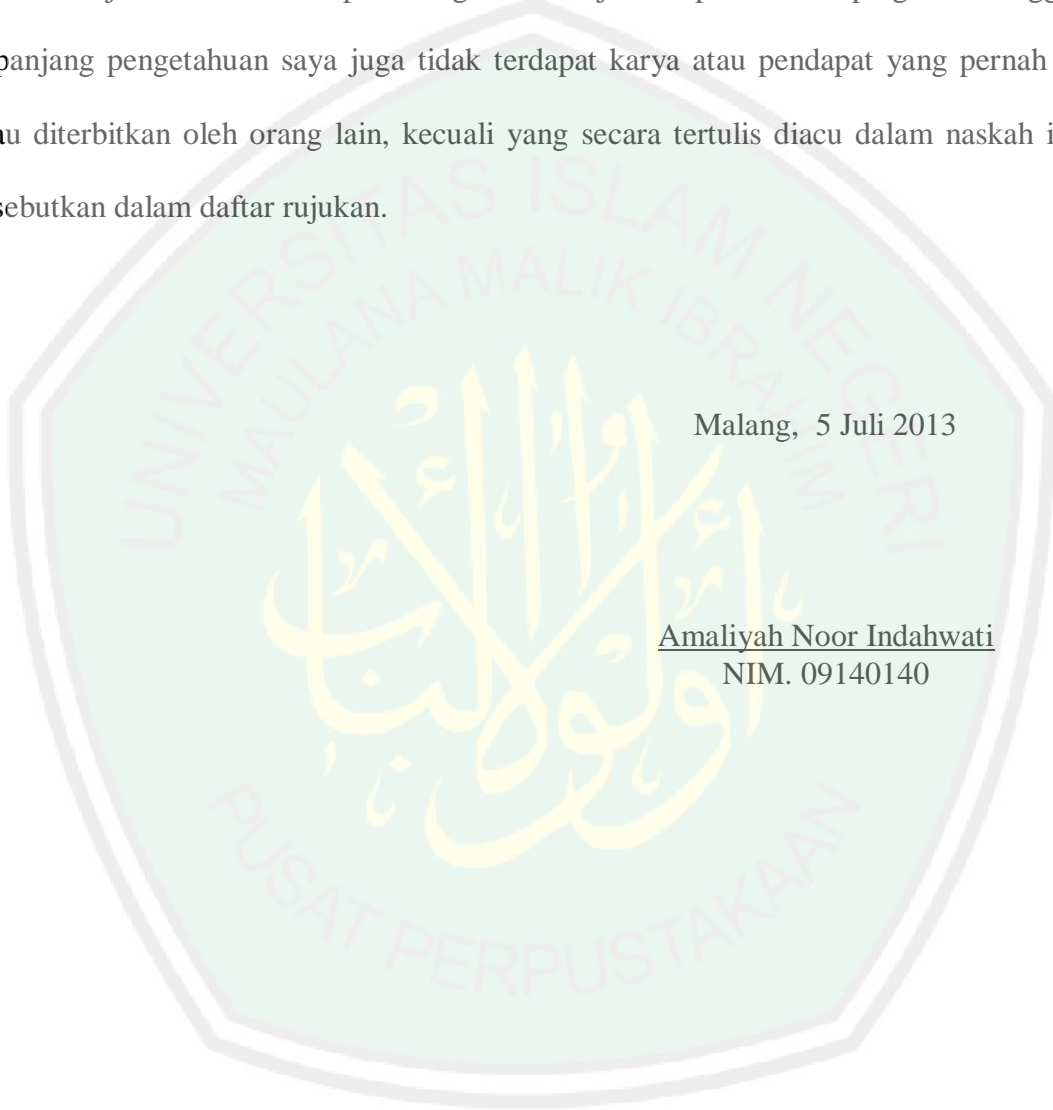 panjang pengetahuan saya juga tidak terdapat karya atau pendapat yang pernah
au diterbitkan oleh orang lain, kecuali yang secara tertulis diacu dalam naskah i
sebutkan dalam daftar rujukan.
UNIVERSITAS ISLAM NEGERI
MAULANA MALIK IBRAHIM
Malang, 5 Juli 2013
Amaliyah Noor Indahwati
NIM. 09140140
PUSAT PERPUSTAKAAN